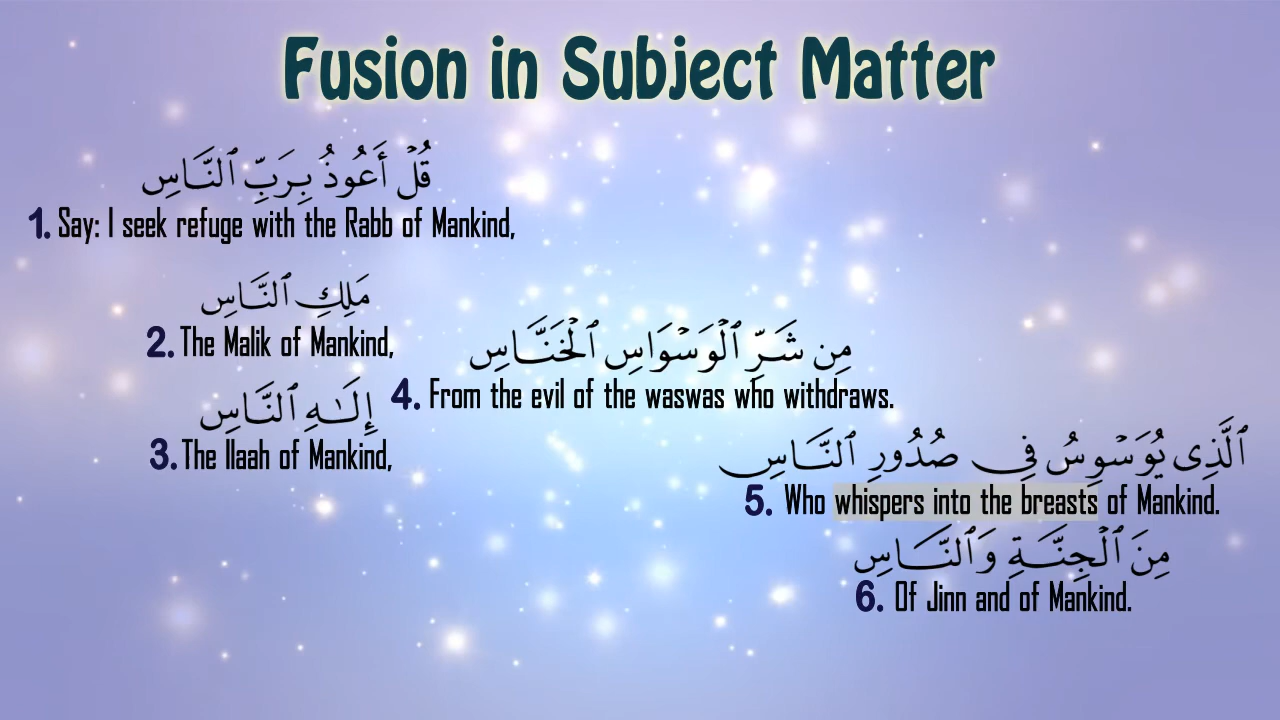 Fusion in Subject Matter
قُلْ أَعُوذُ بِرَبِّ ٱلنَّاسِ
1. Say: I seek refuge with the Rabb of Mankind,
مَلِكِ ٱلنَّاسِ
2. The Malik of Mankind,
إِلَـٰهِ ٱلنَّاسِ
3. The Ilaah of Mankind,
مِن شَرِّ ٱلْوَسْوَاسِ ٱلْخَنَّاسِ
4. From the evil of the waswas who withdraws.
ٱلَّذِى يُوَسْوِسُ فِى صُدُورِ ٱلنَّاسِ
5. Who whispers into the breasts of Mankind.
مِنَ ٱلْجِنَّةِ وَٱلنَّاسِ
6. Of Jinn and of Mankind.